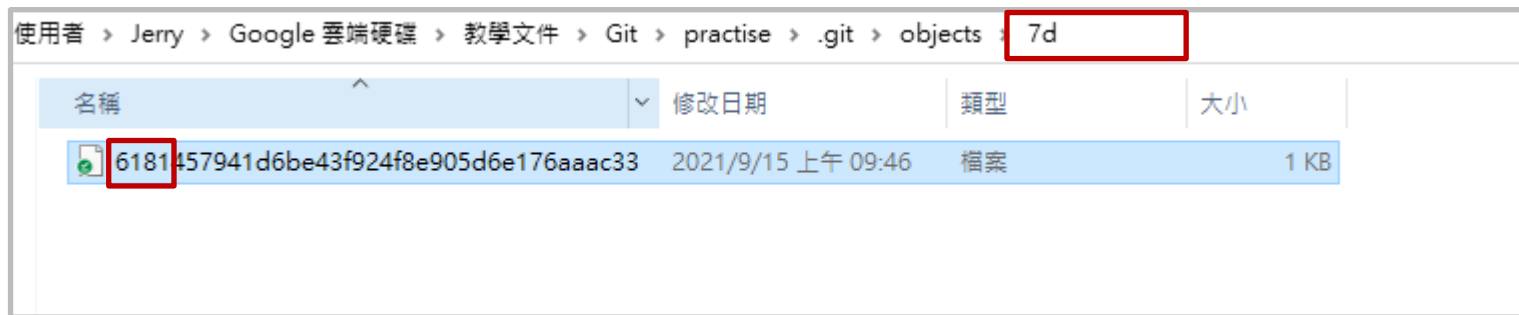 使用者 > Jerry > Google 雲端硬碟 > 教學文件 > Git > practise > .git > objects > 7d
名稱 修改日期 類型 大小
6181457941d6be43f924f8e905d6e176aaac33 2021/9/15 上午 09:46 檔案 1 KB